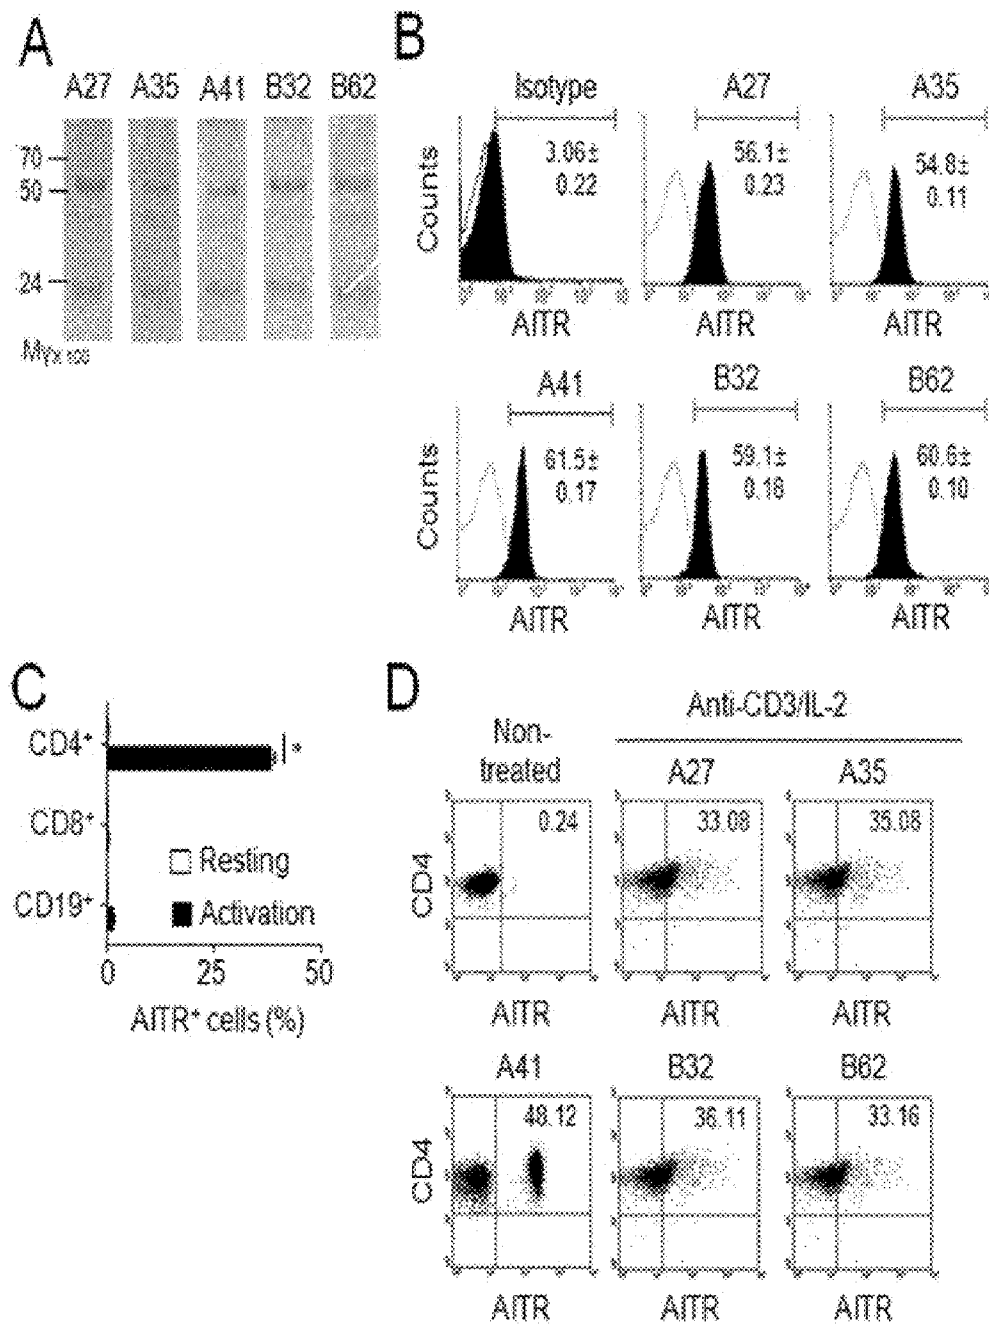 A
A27 A35 A41 B32 B62
70
50
24
B
Isotype A27 A35
Counts
3.06±
0.22
56.1±
0.23
54.8±
0.11
AITR AITR AITR
A41 B32 B62
Counts
61.5±
0.17
59.1±
0.18
60.6±
0.10
AITR AITR AITR
C
CD4+
*
CD8+
CD19+
Resting
Activation
0 25 50
AITR+ cells (%)
D
Anti-CD3/IL-2
Non-
treated
A27 A35
CD4
0.24 33.08 35.08
AITR AITR AITR
A41 B32 B62
CD4
48.12 36.11 33.16
AITR AITR AITR